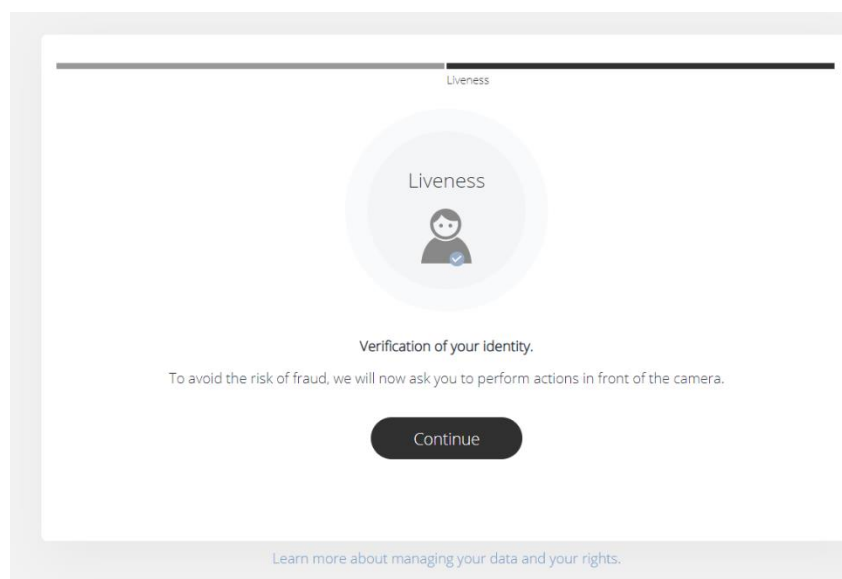 Liveness
Liveness
Verification of your identity.
To avoid the risk of fraud, we will now ask you to perform actions in front of the camera.
Continue
Learn more about managing your data and your rights.